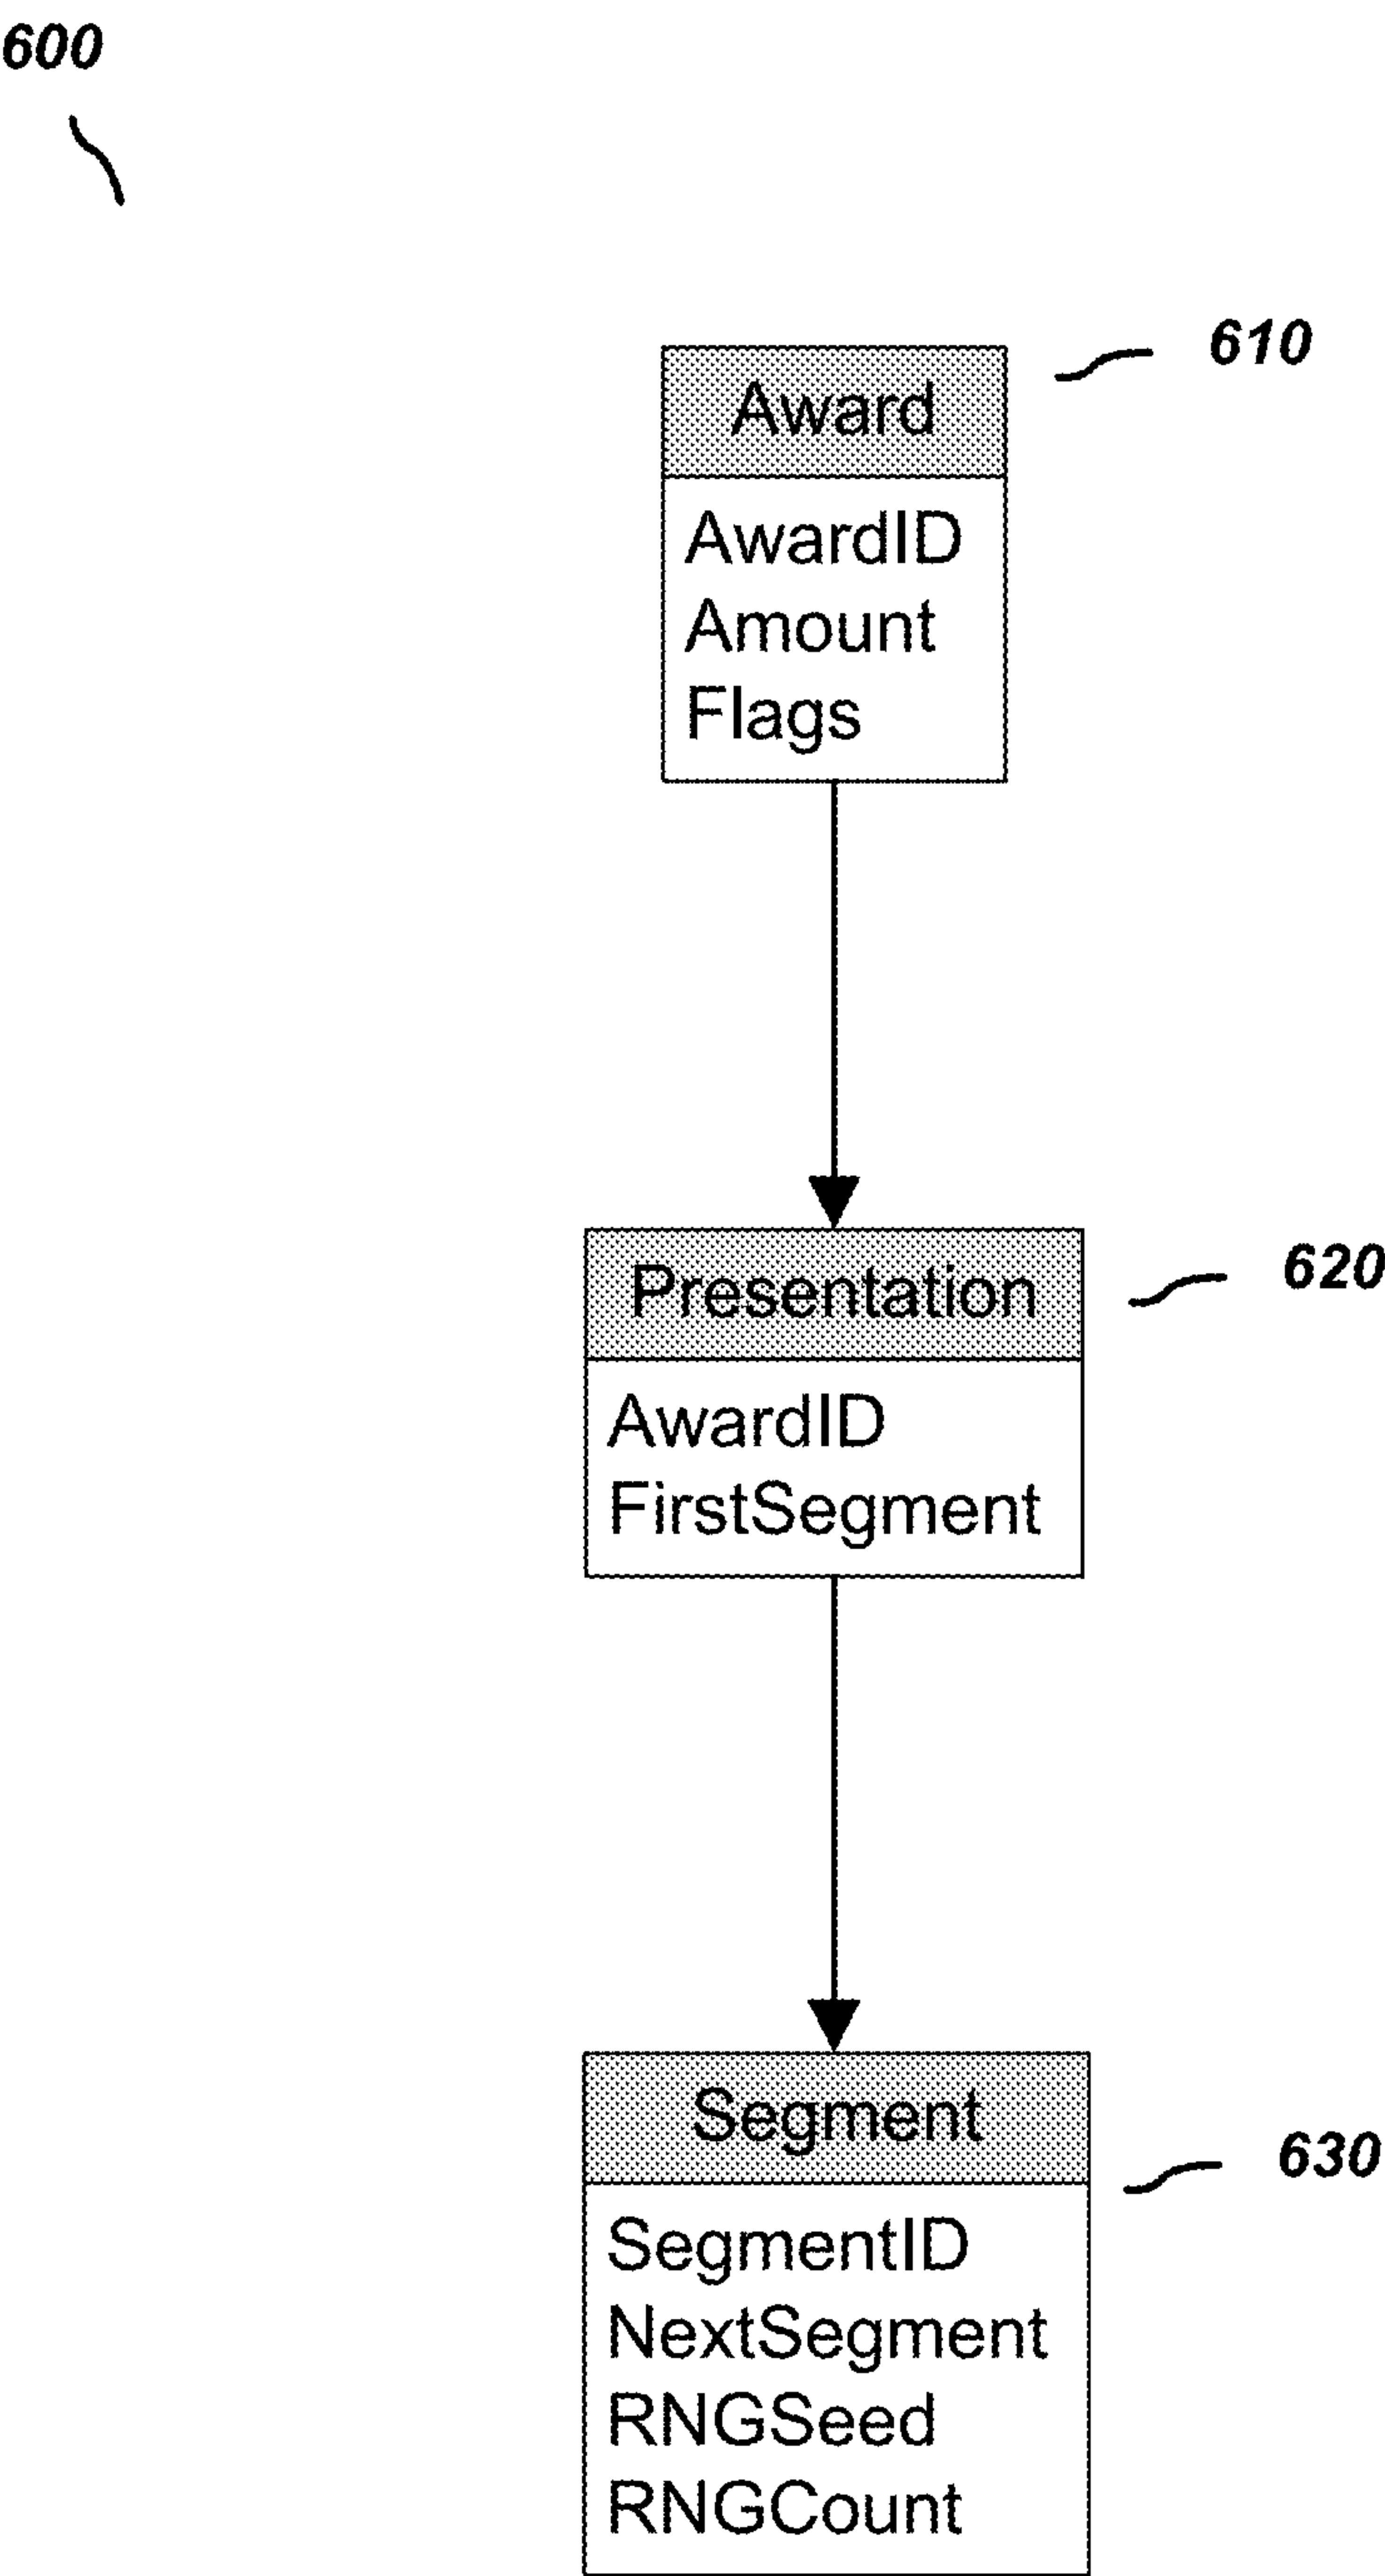 600
610
Award
AwardID
Amount
Flags
620
Presentation
AwardID
FirstSegment
630
Segment
SegmentID
NextSegment
RNGSeed
RNGCount